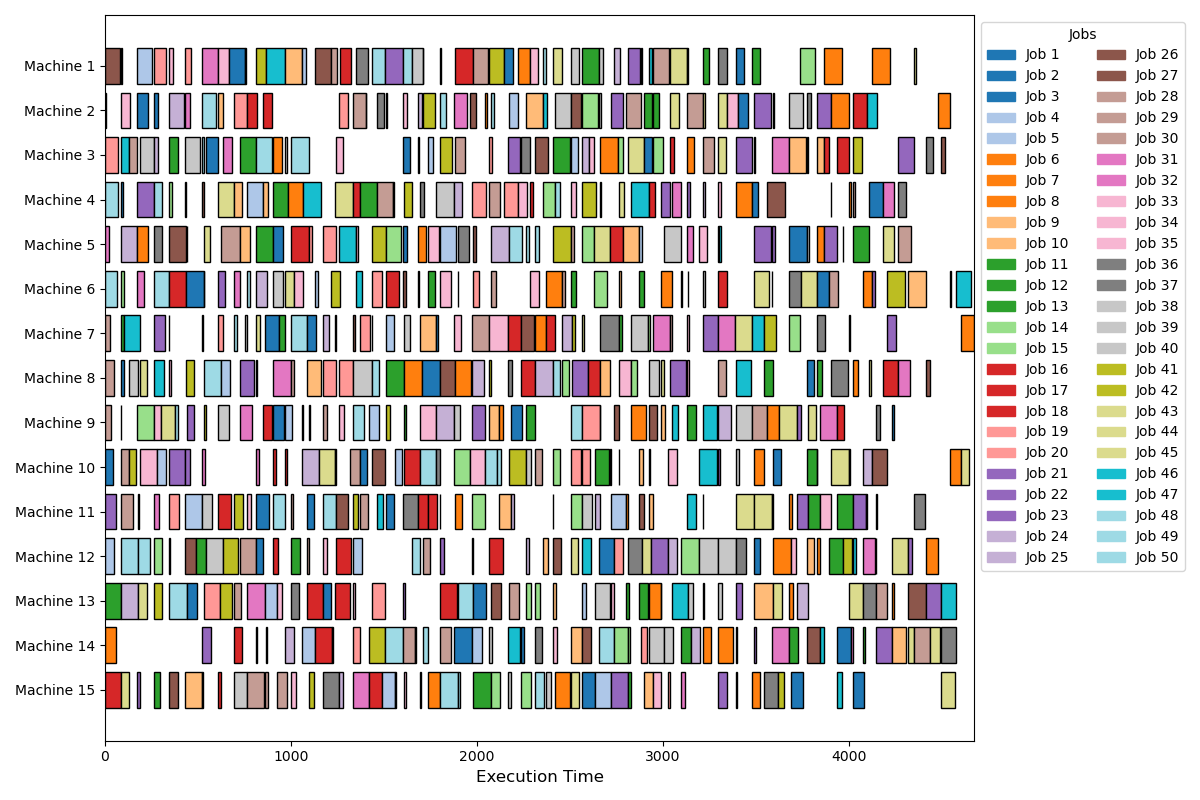 Machine 1
Machine 2
Machine 3
Machine 4
Machine 5
Machine 6
Machine 7
Machine 8
Machine 9
Machine 10
Machine 11
Machine 12
Machine 13
Machine 14
Machine 15
0 1000 2000 3000 4000
Execution Time
Jobs
Job 1
Job 2
Job 3
Job 4
Job 5
Job 6
Job 7
Job 8
Job 9
Job 10
Job 11
Job 12
Job 13
Job 14
Job 15
Job 16
Job 17
Job 18
Job 19
Job 20
Job 21
Job 22
Job 23
Job 24
Job 25
Job 26
Job 27
Job 28
Job 29
Job 30
Job 31
Job 32
Job 33
Job 34
Job 35
Job 36
Job 37
Job 38
Job 39
Job 40
Job 41
Job 42
Job 43
Job 44
Job 45
Job 46
Job 47
Job 48
Job 49
Job 50